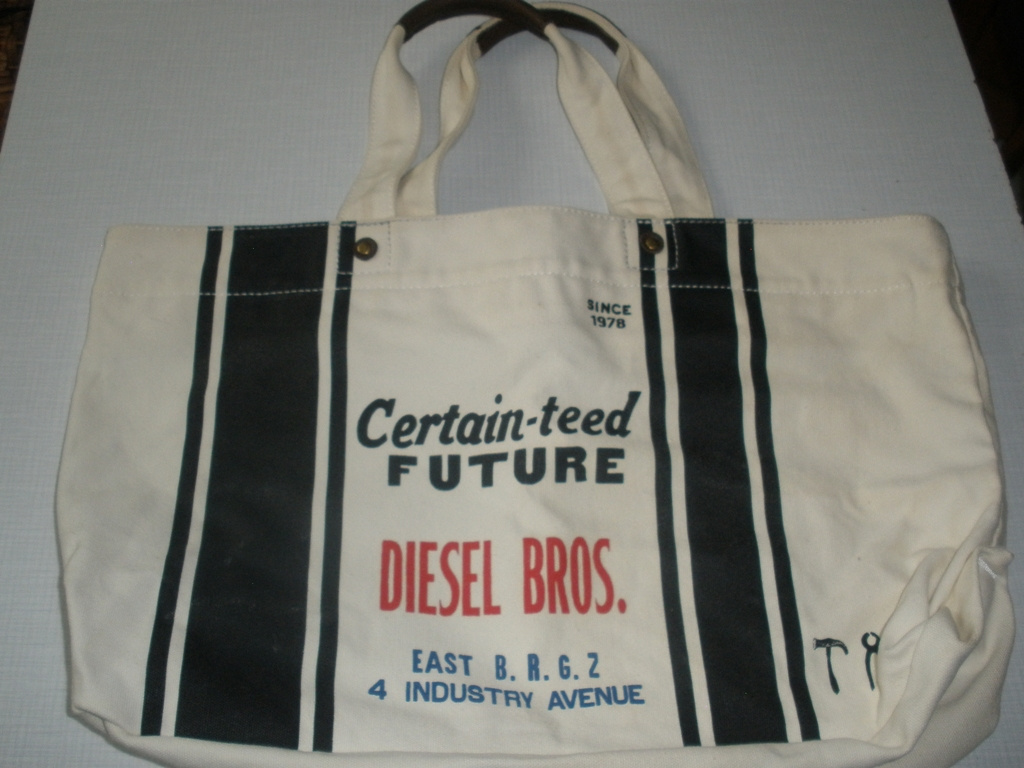 SINCE
1978
Certain-teed
FUTURE
DIESEL BROS.
EAST B. R. G. Z
4 INDUSTRY AVENUE